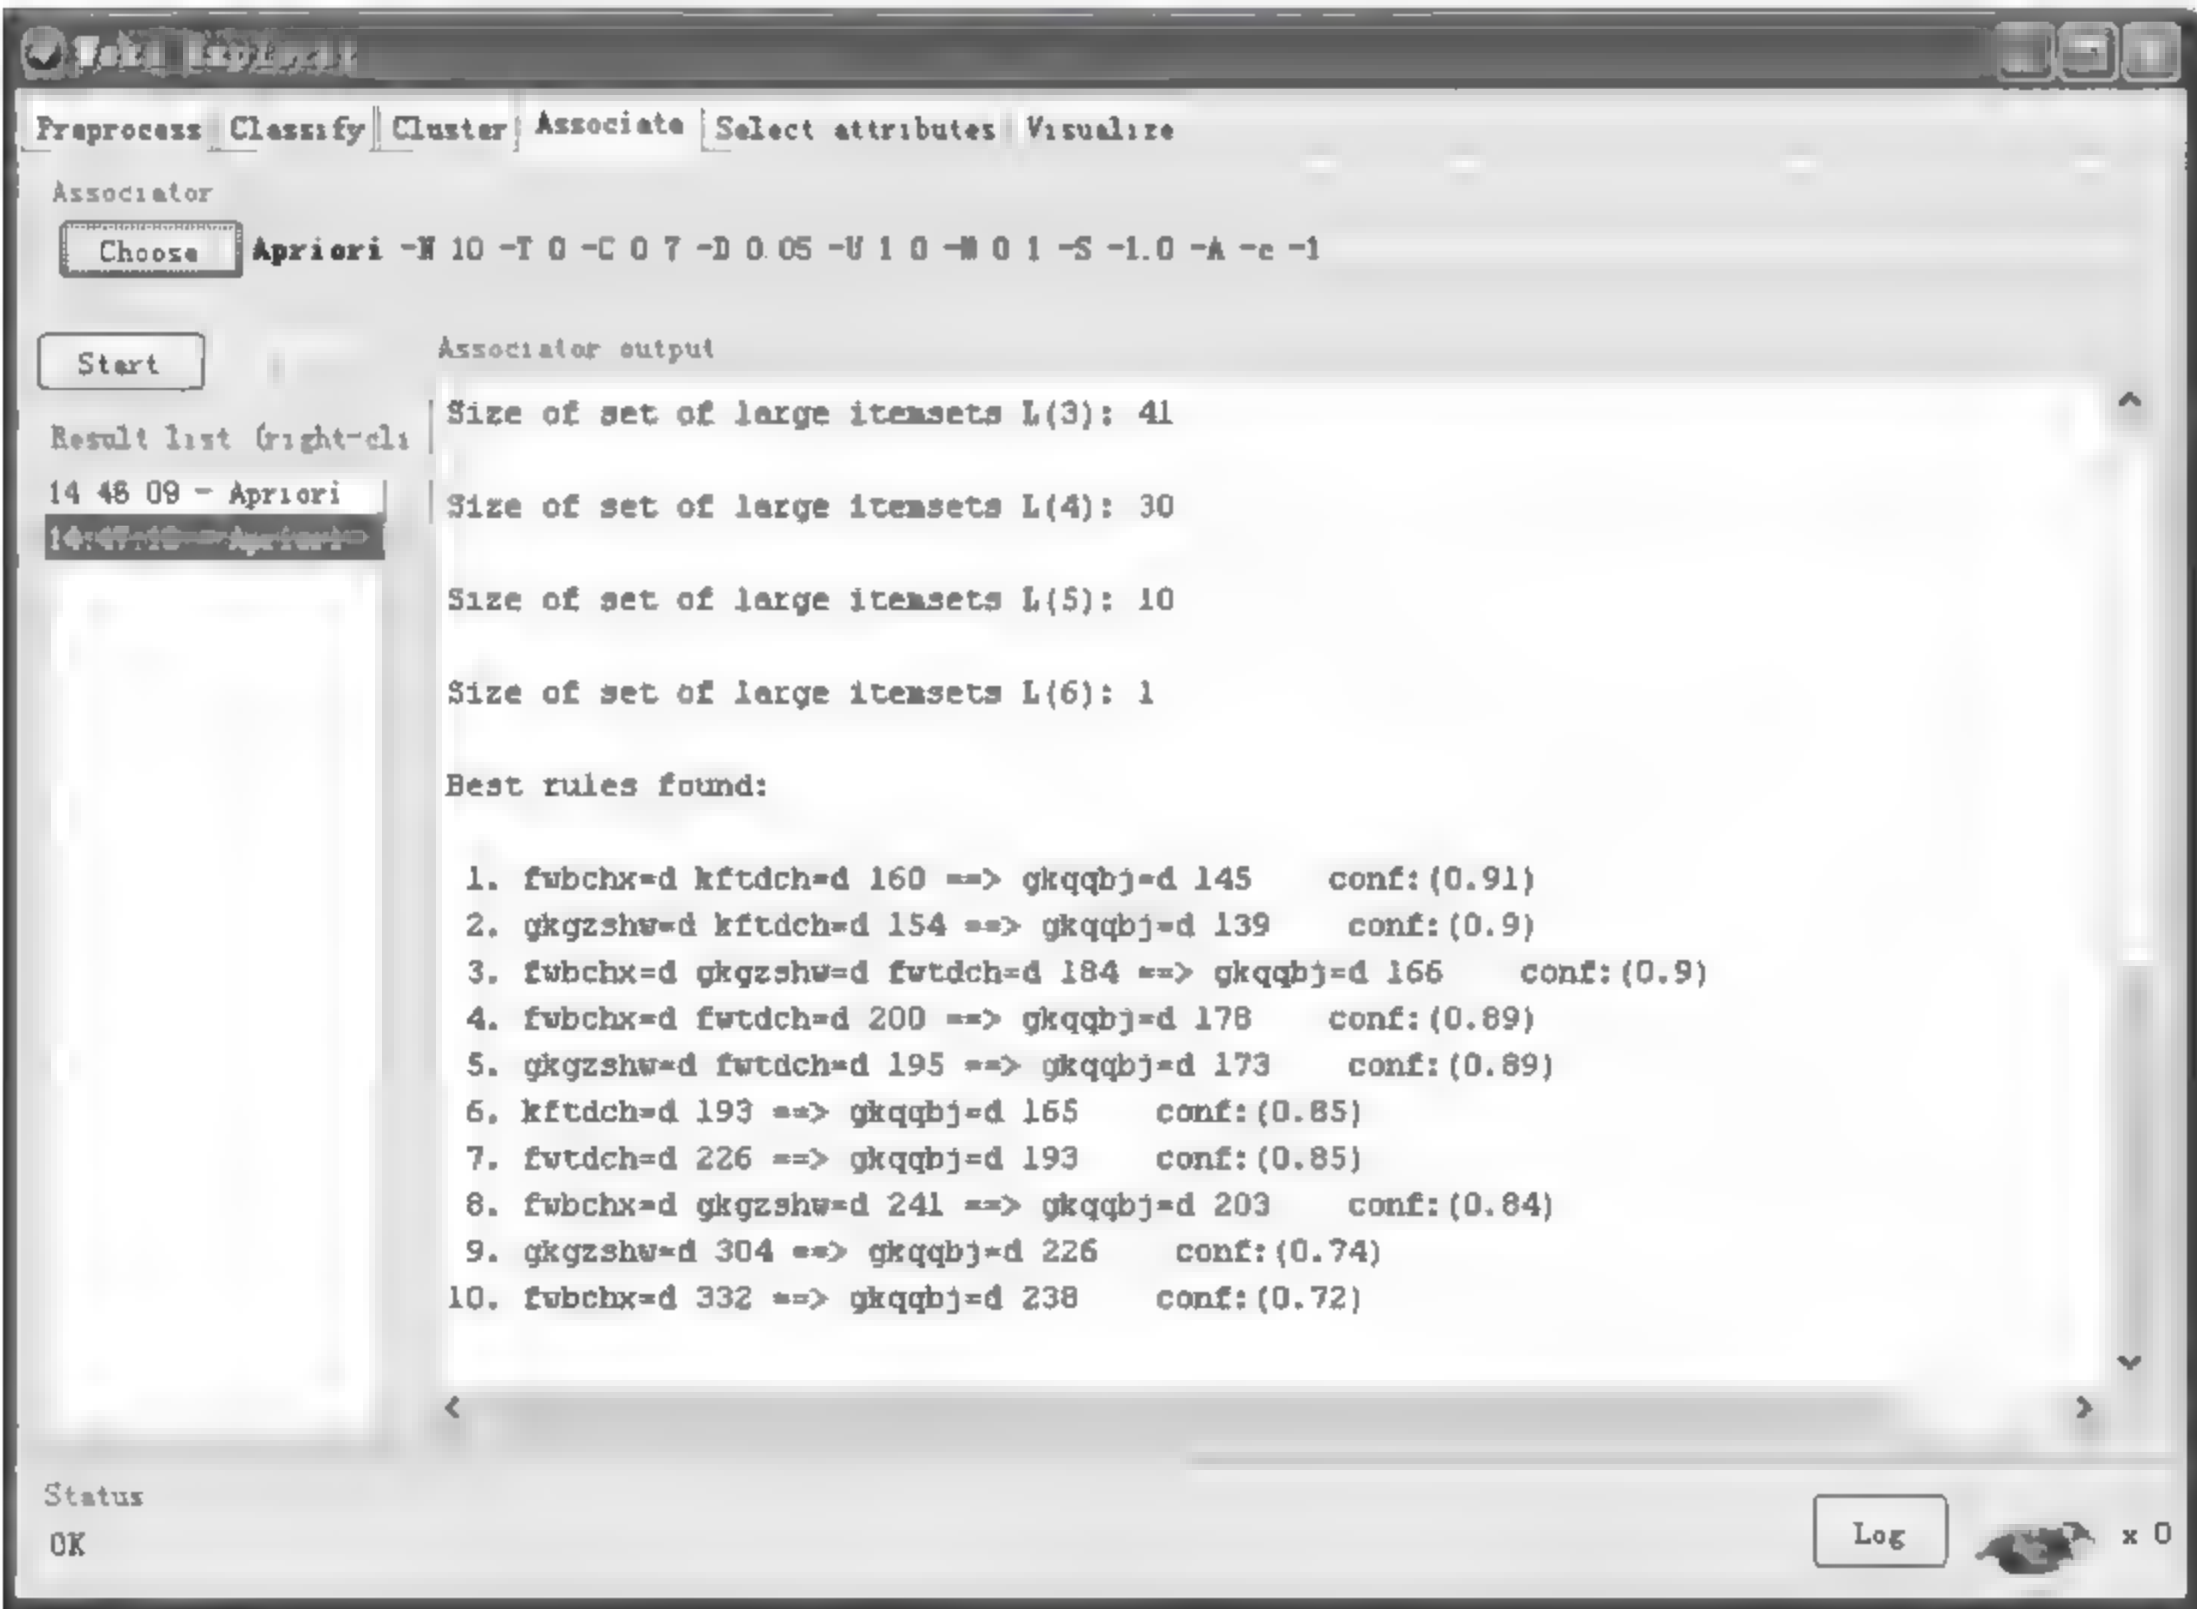 Preprocess Classify Cluster Associate Select attributes Visualize
Associator
Choose Apriori -N 10 -T 0 -C 0 7 -D 0.05 -U 1 0 -M 0 1 -S -1.0 -A -c -1
Start
Associator output
Result list (right-cli
14 46 09 - Apriori
Size of set of large itemsets L(3): 41
Size of set of large itemsets L(4): 30
Size of set of large itemsets L(5): 10
Size of set of large itemsets L(6): 1
Best rules found:
1. fwbchx=d kftdch=d 160 ==> gkqqbj=d 145 conf:(0.91)
2. gkgzshw=d kftdch=d 154 ==> gkqqbj=d 139 conf:(0.9)
3. fwbchx=d gkgzshw=d fwtdch=d 184 ==> gkqqbj=d 166 conf:(0.9)
4. fwbchx=d fwtdch=d 200 ==> gkqqbj=d 178 conf:(0.89)
5. gkgzshw=d fwtdch=d 195 ==> gkqqbj=d 173 conf:(0.89)
6. kftdch=d 193 ==> gkqqbj=d 165 conf:(0.85)
7. fwtdch=d 226 ==> gkqqbj=d 193 conf:(0.85)
8. fwbchx=d gkgzshw=d 241 ==> gkqqbj=d 203 conf:(0.84)
9. gkgzshw=d 304 ==> gkqqbj=d 226 conf:(0.74)
10. fwbchx=d 332 ==> gkqqbj=d 238 conf:(0.72)
Status
OK
Log
x 0